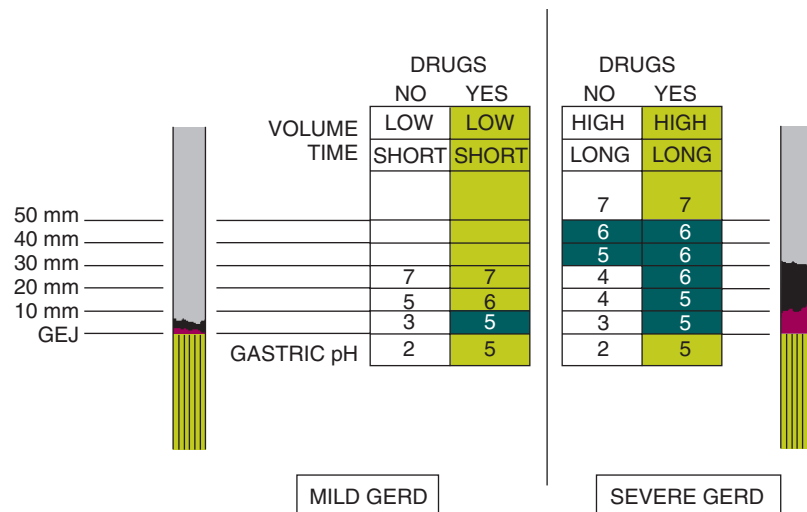 DRUGS DRUGS
NO YES NO YES
VOLUME LOW LOW HIGH HIGH
TIME SHORT SHORT LONG LONG
7 7
50 mm
6 6
40 mm
5 6
30 mm
7 7 4 6
20 mm
5 6 4 5
10 mm
3 5 3 5
GEJ
GASTRIC pH 2 5 2 5
MILD GERD SEVERE GERD